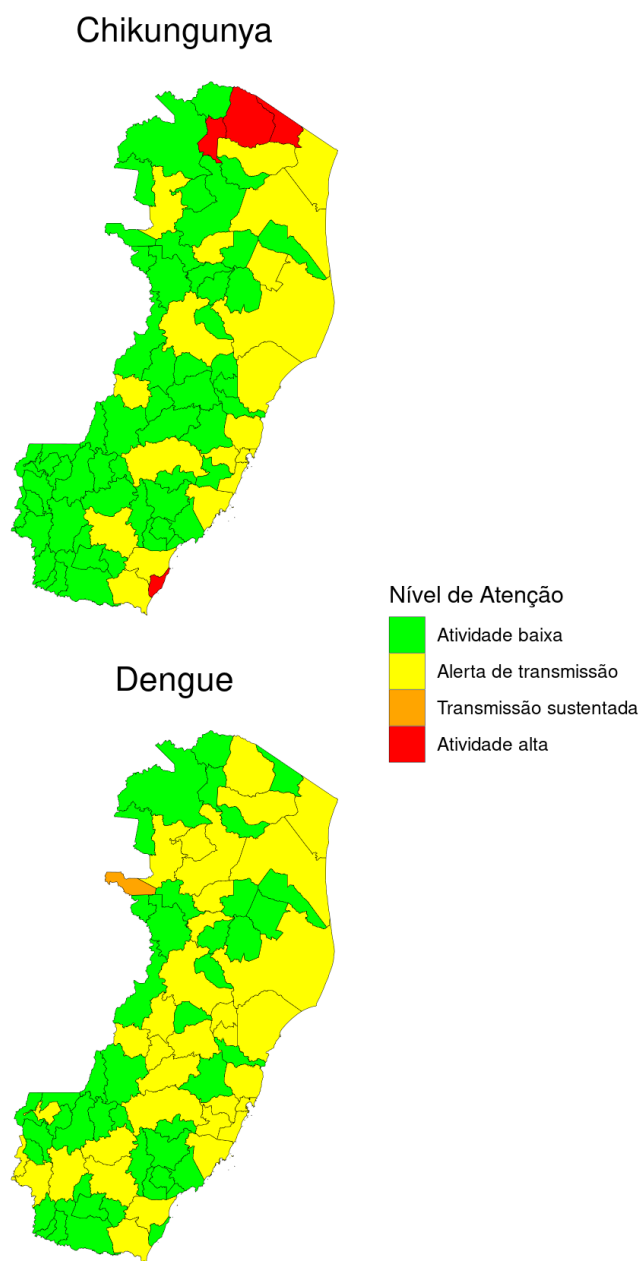 Chikungunya
Nível de Atenção
Atividade baixa
Alerta de transmissão
Transmissão sustentada
Atividade alta
Dengue